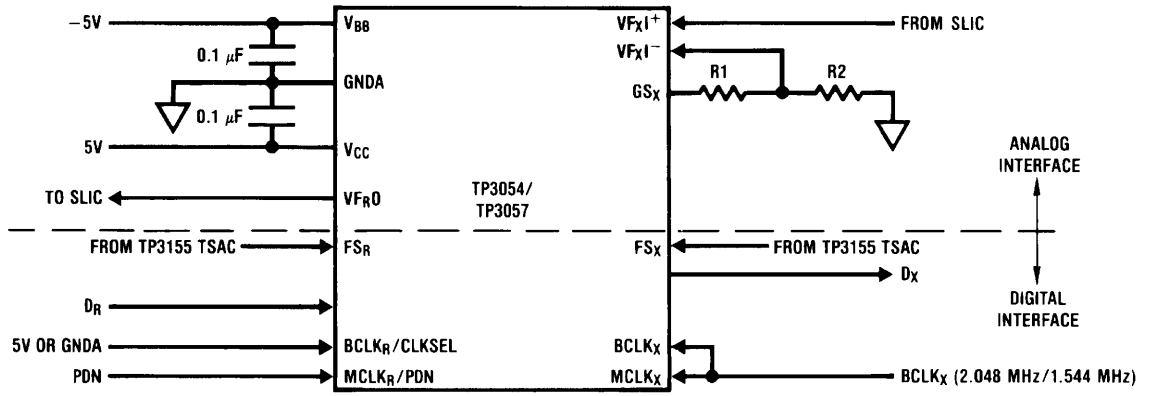 −5V
0.1 μF
0.1 μF
5V
TO SLIC
FROM TP3155 TSAC
DR
5V OR GNDA
PDN
VBB
GNDA
VCC
VFRO
FSR
BCLKR/CLKSEL
MCLKR/PDN
TP3054/
TP3057
VFXI+
VFXI−
GSX
FSX
BCLKX
MCLKX
FROM SLIC
R1
R2
ANALOG
INTERFACE
FROM TP3155 TSAC
DX
DIGITAL
INTERFACE
BCLKX (2.048 MHz/1.544 MHz)